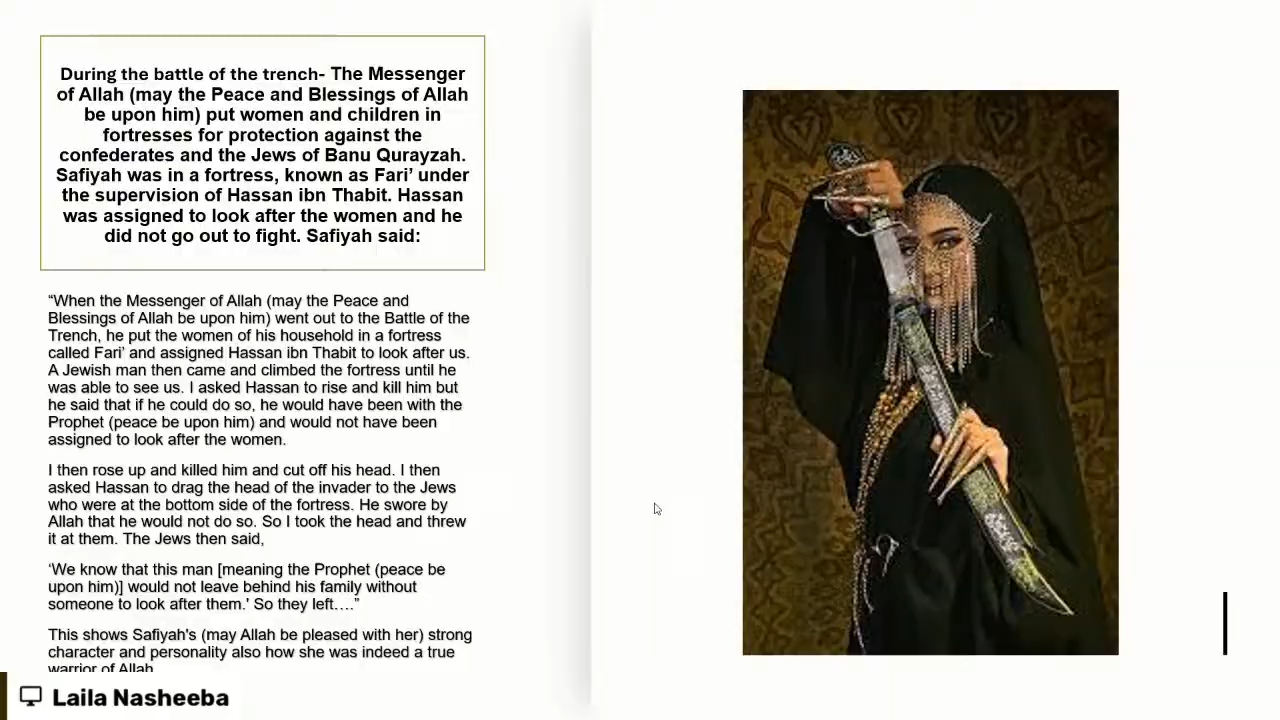 During the battle of the trench- The Messenger
of Allah (may the Peace and Blessings of Allah
be upon him) put women and children in
fortresses for protection against the
confederates and the Jews of Banu Qurayzah.
Safiyah was in a fortress, known as Fari’ under
the supervision of Hassan ibn Thabit. Hassan
was assigned to look after the women and he
did not go out to fight. Safiyah said:
“When the Messenger of Allah (may the Peace and
Blessings of Allah be upon him) went out to the Battle of the
Trench, he put the women of his household in a fortress
called Fari’ and assigned Hassan ibn Thabit to look after us.
A Jewish man then came and climbed the fortress until he
was able to see us. I asked Hassan to rise and kill him but
he said that if he could do so, he would have been with the
Prophet (peace be upon him) and would not have been
assigned to look after the women.
I then rose up and killed him and cut off his head. I then
asked Hassan to drag the head of the invader to the Jews
who were at the bottom side of the fortress. He swore by
Allah that he would not do so. So I took the head and threw
it at them. The Jews then said,
‘We know that this man [meaning the Prophet (peace be
upon him)] would not leave behind his family without
someone to look after them.' So they left….”
This shows Safiyah's (may Allah be pleased with her) strong
character and personality also how she was indeed a true
warrior of Allah
Laila Nasheeba